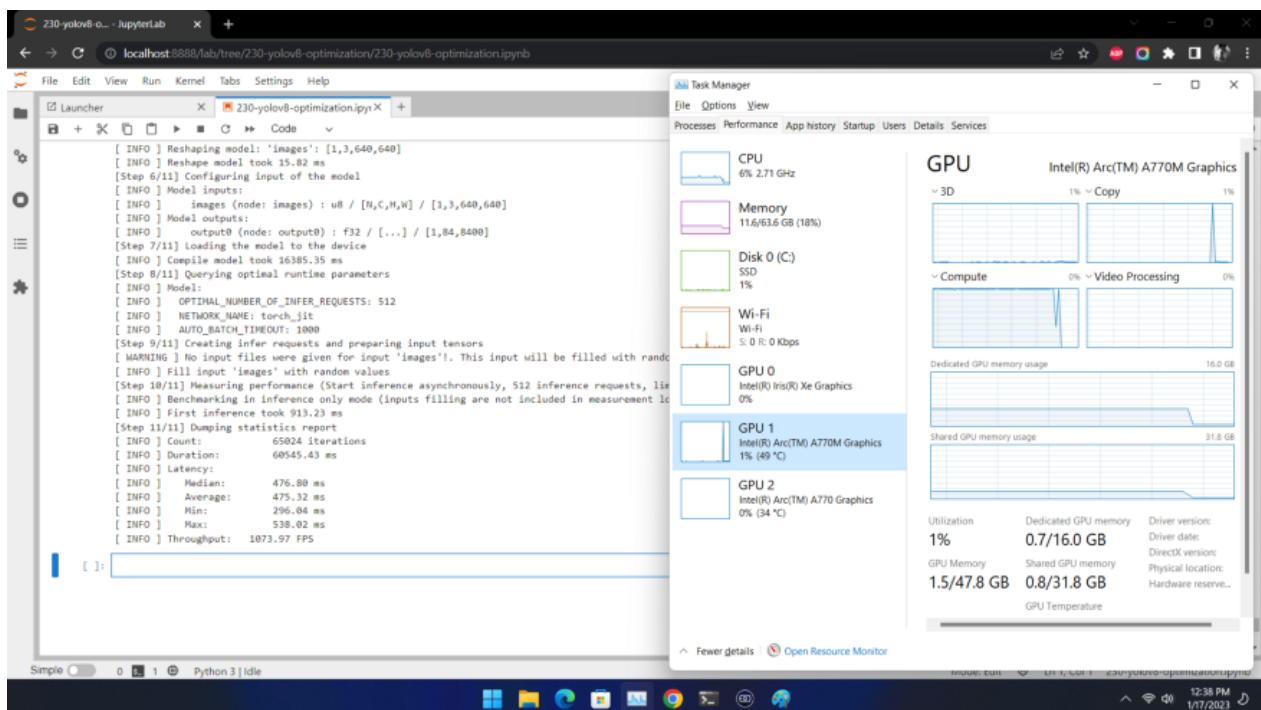 230-yolov8-o... - JupyterLab
localhost:8888/lab/tree/230-yolov8-optimization/230-yolov8-optimization.ipynb
File Edit View Run Kernel Tabs Settings Help
Launcher
230-yolov8-optimization.ipyr
Code
[ INFO ] Reshaping model: 'images': [1,3,640,640]
[ INFO ] Reshape model took 15.82 ms
[Step 6/11] Configuring input of the model
[ INFO ] Model inputs:
[ INFO ] images (node: images) : u8 / [N,C,H,W] / [1,3,640,640]
[ INFO ] Model outputs:
[ INFO ] output0 (node: output0) : f32 / [...] / [1,84,8400]
[Step 7/11] Loading the model to the device
[ INFO ] Compile model took 16385.35 ms
[Step 8/11] Querying optimal runtime parameters
[ INFO ] Model:
[ INFO ] OPTIMAL_NUMBER_OF_INFER_REQUESTS: 512
[ INFO ] NETWORK_NAME: torch_jit
[ INFO ] AUTO_BATCH_TIMEOUT: 1000
[Step 9/11] Creating infer requests and preparing input tensors
[ WARNING ] No input files were given for input 'images'!. This input will be filled with rando
[ INFO ] Fill input 'images' with random values
[Step 10/11] Measuring performance (Start inference asynchronously, 512 inference requests, lim
[ INFO ] Benchmarking in inference only mode (inputs filling are not included in measurement lo
[ INFO ] First inference took 913.23 ms
[Step 11/11] Dumping statistics report
[ INFO ] Count: 65024 iterations
[ INFO ] Duration: 60545.43 ms
[ INFO ] Latency:
[ INFO ] Median: 476.80 ms
[ INFO ] Average: 475.32 ms
[ INFO ] Min: 296.04 ms
[ INFO ] Max: 538.02 ms
[ INFO ] Throughput: 1073.97 FPS
[ ]:
Simple 0 1 Python 3 | Idle
Task Manager
File Options View
Processes Performance App history Startup Users Details Services
CPU
6% 2.71 GHz
Memory
11.6/63.6 GB (18%)
Disk 0 (C:)
SSD
1%
Wi-Fi
Wi-Fi
S: 0 R: 0 Kbps
GPU 0
Intel(R) Iris(R) Xe Graphics
0%
GPU 1
Intel(R) Arc(TM) A770M Graphics
1% (49 °C)
GPU 2
Intel(R) Arc(TM) A770 Graphics
0% (34 °C)
GPU Intel(R) Arc(TM) A770M Graphics
3D 1% Copy 1%
Compute 0% Video Processing 0%
Dedicated GPU memory usage 16.0 GB
Shared GPU memory usage 31.8 GB
Utilization Dedicated GPU memory Driver version:
1% 0.7/16.0 GB Driver date:
DirectX version:
GPU Memory Shared GPU memory Physical location:
1.5/47.8 GB 0.8/31.8 GB Hardware reserve...
GPU Temperature
Fewer details Open Resource Monitor
Mode: Edit Ln 1, Col 1 230-yolov8-optimization.ipynb
12:38 PM
1/17/2023